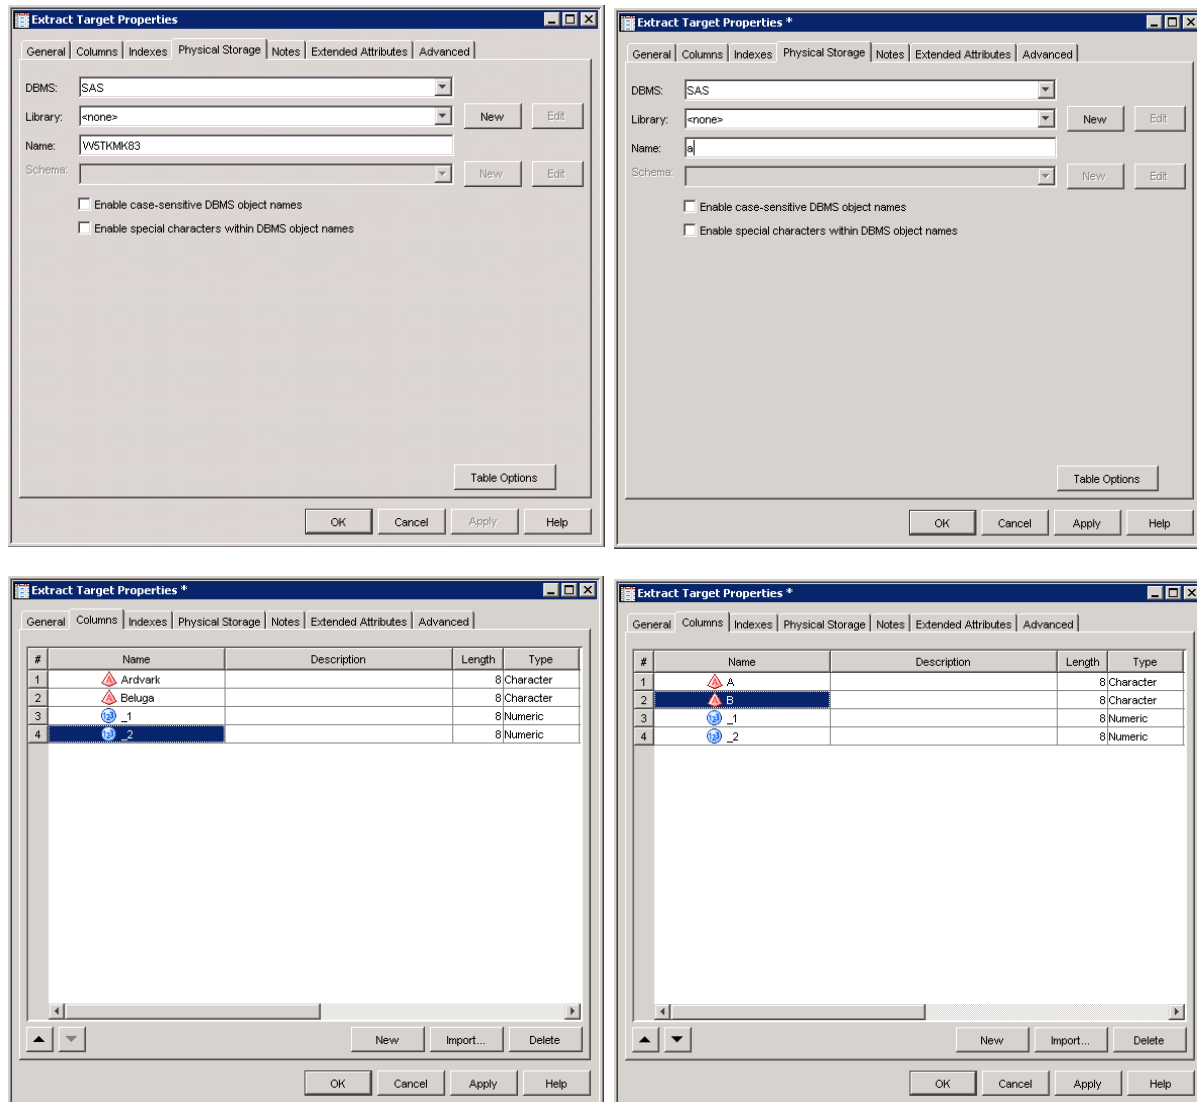 Extract Target Properties
General Columns Indexes Physical Storage Notes Extended Attributes Advanced
DBMS: SAS
Library: <none> New Edit
Name: W5TKMK83
Schema: New Edit
Enable case-sensitive DBMS object names
Enable special characters within DBMS object names
Table Options
OK Cancel Apply Help
Extract Target Properties *
General Columns Indexes Physical Storage Notes Extended Attributes Advanced
DBMS: SAS
Library: <none> New Edit
Name: a
Schema: New Edit
Enable case-sensitive DBMS object names
Enable special characters within DBMS object names
Table Options
OK Cancel Apply Help
Extract Target Properties *
General Columns Indexes Physical Storage Notes Extended Attributes Advanced
# Name Description Length Type
1 A Ardvark 8 Character
2 A Beluga 8 Character
3 123 _1 8 Numeric
4 123 _2 8 Numeric
New Import... Delete
OK Cancel Apply Help
Extract Target Properties *
General Columns Indexes Physical Storage Notes Extended Attributes Advanced
# Name Description Length Type
1 A A 8 Character
2 A B 8 Character
3 123 _1 8 Numeric
4 123 _2 8 Numeric
New Import... Delete
OK Cancel Apply Help